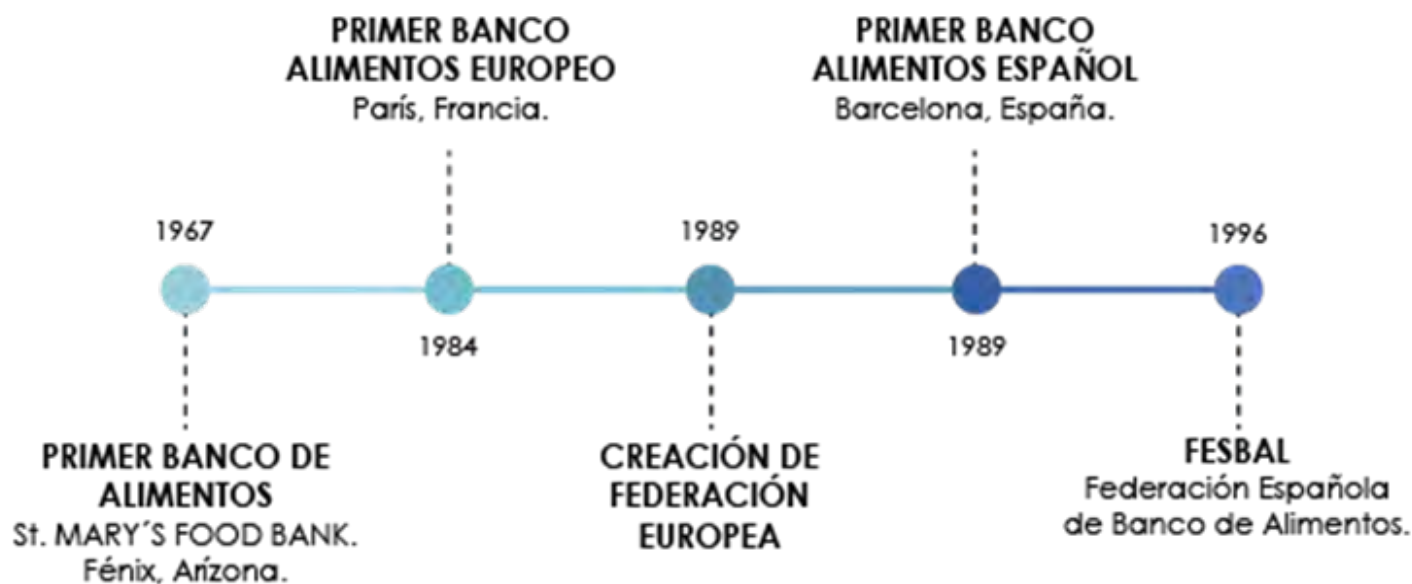 PRIMER BANCO
ALIMENTOS EUROPEO
París, Francia.
PRIMER BANCO
ALIMENTOS ESPAÑOL
Barcelona, España.
1967
1989
1996
1984
1989
PRIMER BANCO DE
ALIMENTOS
St. MARY´S FOOD BANK.
Fénix, Arízona.
CREACIÓN DE
FEDERACIÓN
EUROPEA
FESBAL
Federación Española
de Banco de Alimentos.